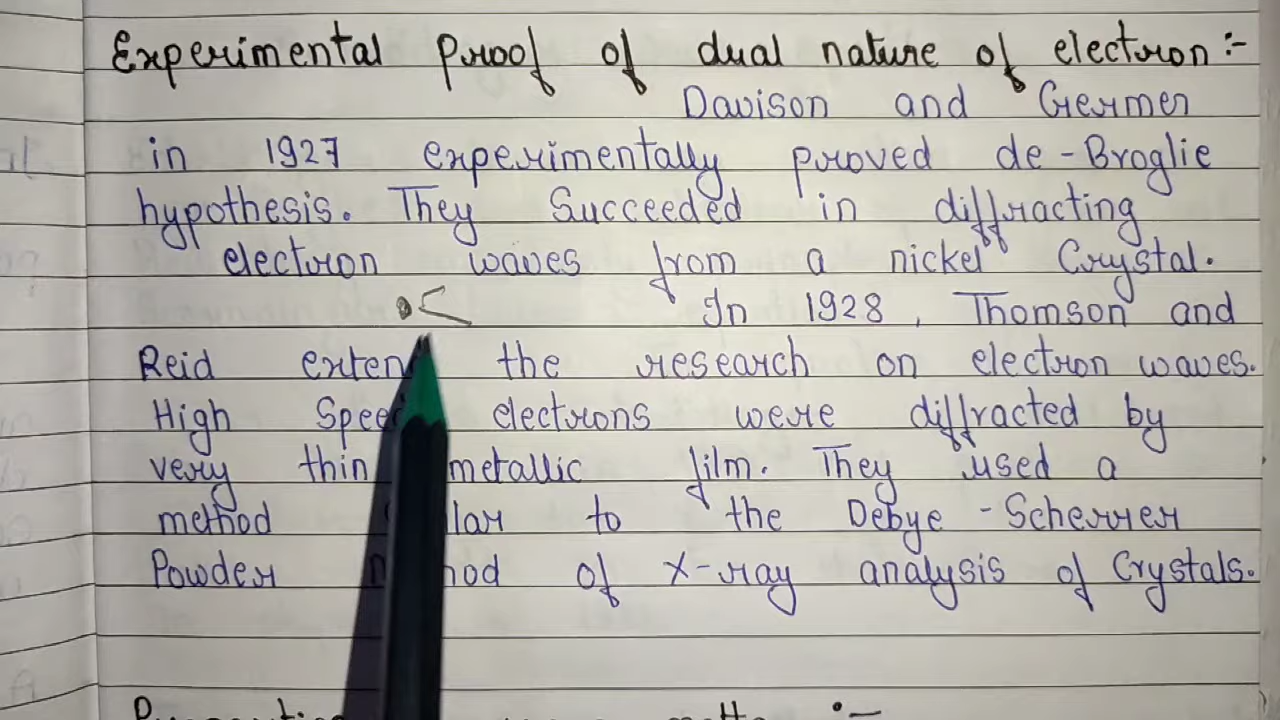 Experimental Proof of dual nature of electron :-
Davison and Germer
in 1927 experimentally proved de-Broglie
hypothesis. They Succeeded in diffracting
electron waves from a nickel Crystal.
In 1928, Thomson and
Reid the research on electron waves.
High electrons were diffracted by
very thin metallic film. They used a
method to the Debye - Scherrer
Powder of X-ray analysis of Crystals.